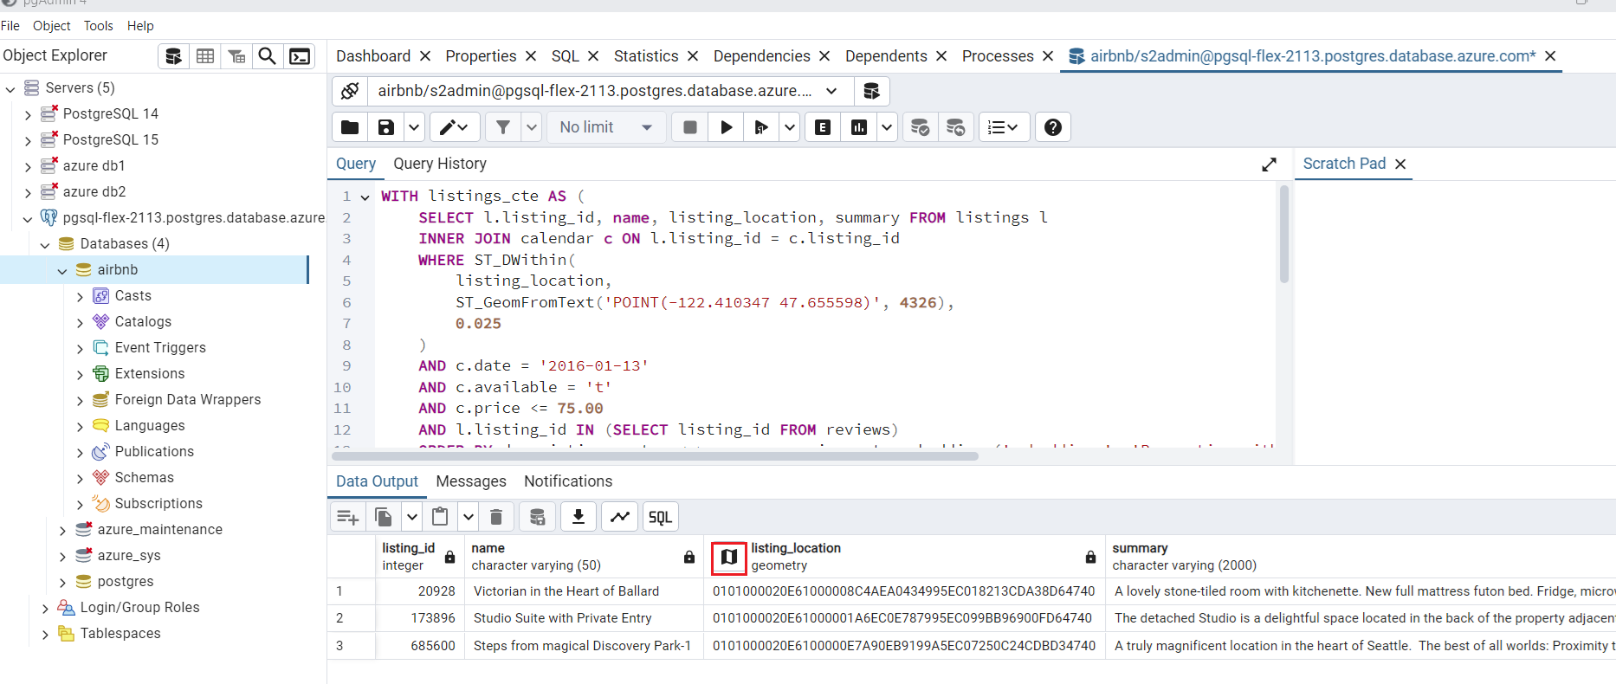 pgAdmin 4
File Object Tools Help
Object Explorer
Dashboard Properties SQL Statistics Dependencies Dependents Processes airbnb/s2admin@pgsql-flex-2113.postgres.database.azure.com*
Servers (5)
PostgreSQL 14
PostgreSQL 15
azure db1
azure db2
pgsql-flex-2113.postgres.database.azure
Databases (4)
airbnb
Casts
Catalogs
Event Triggers
Extensions
Foreign Data Wrappers
Languages
Publications
Schemas
Subscriptions
azure_maintenance
azure_sys
postgres
Login/Group Roles
Tablespaces
airbnb/s2admin@pgsql-flex-2113.postgres.database.azure....
No limit E
Query Query History
Scratch Pad
1 WITH listings_cte AS (
2 SELECT l.listing_id, name, listing_location, summary FROM listings l
3 INNER JOIN calendar c ON l.listing_id = c.listing_id
4 WHERE ST_DWithin(
5 listing_location,
6 ST_GeomFromText('POINT(-122.410347 47.655598)', 4326),
7 0.025
8 )
9 AND c.date = '2016-01-13'
10 AND c.available = 't'
11 AND c.price <= 75.00
12 AND l.listing_id IN (SELECT listing_id FROM reviews)
Data Output Messages Notifications
SQL
listing_id integer name character varying (50) listing_location geometry summary character varying (2000)
1 20928 Victorian in the Heart of Ballard 0101000020E61000008C4AEA0434995EC018213CDA38D64740 A lovely stone-tiled room with kitchenette. New full mattress futon bed. Fridge, microw
2 173896 Studio Suite with Private Entry 0101000020E61000001A6EC0E787995EC099BB96900FD64740 The detached Studio is a delightful space located in the back of the property adjacent
3 685600 Steps from magical Discovery Park-1 0101000020E6100000E7A90EB9199A5EC07250C24CDBD34740 A truly magnificent location in the heart of Seattle. The best of all worlds: Proximity t